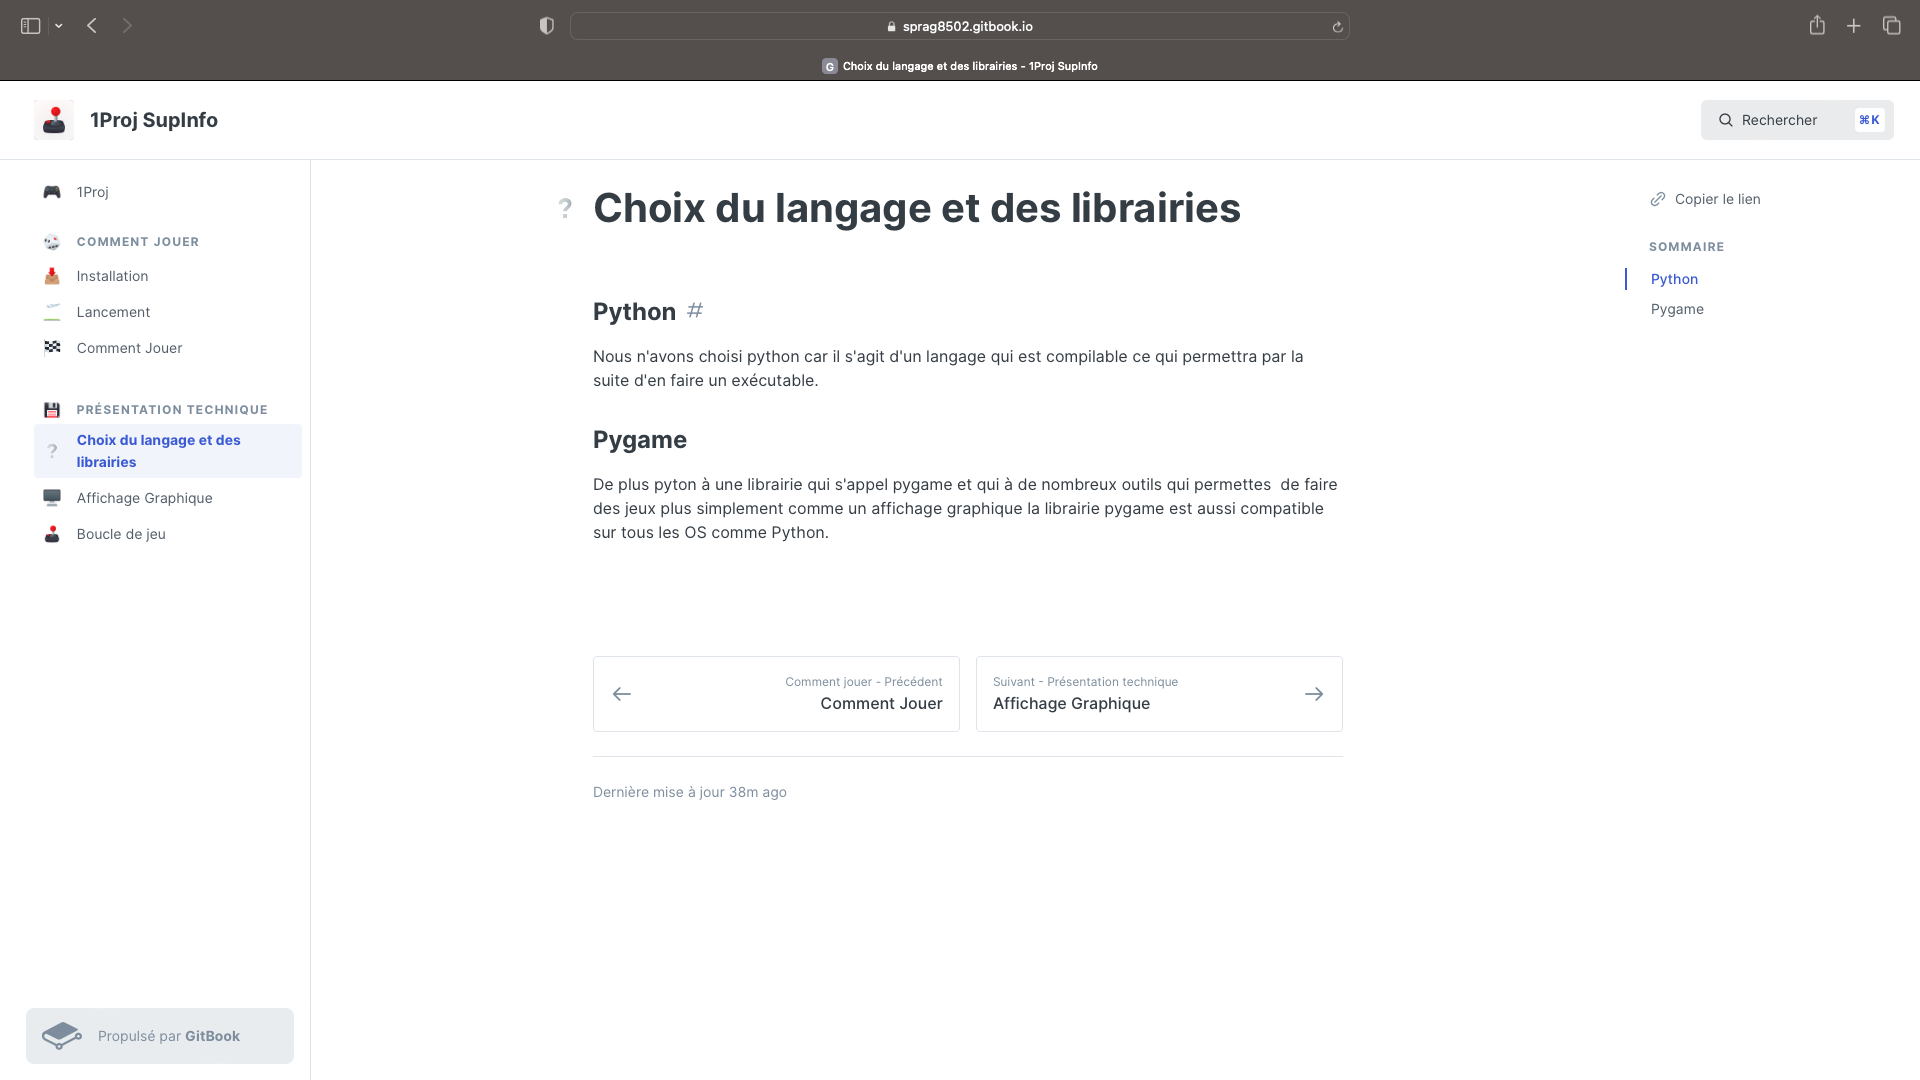 sprag8502.gitbook.io
G Choix du langage et des librairies - 1Proj SupInfo
1Proj SupInfo
Rechercher ⌘K
1Proj
COMMENT JOUER
Installation
Lancement
Comment Jouer
PRÉSENTATION TECHNIQUE
? Choix du langage et des
librairies
Affichage Graphique
Boucle de jeu
Propulsé par GitBook
? Choix du langage et des librairies
Python #
Nous n'avons choisi python car il s'agit d'un langage qui est compilable ce qui permettra par la
suite d'en faire un exécutable.
Pygame
De plus pyton à une librairie qui s'appel pygame et qui à de nombreux outils qui permettes  de faire
des jeux plus simplement comme un affichage graphique la librairie pygame est aussi compatible
sur tous les OS comme Python.
Comment jouer - Précédent
Comment Jouer
Suivant - Présentation technique
Affichage Graphique
Dernière mise à jour 38m ago
Copier le lien
SOMMAIRE
Python
Pygame